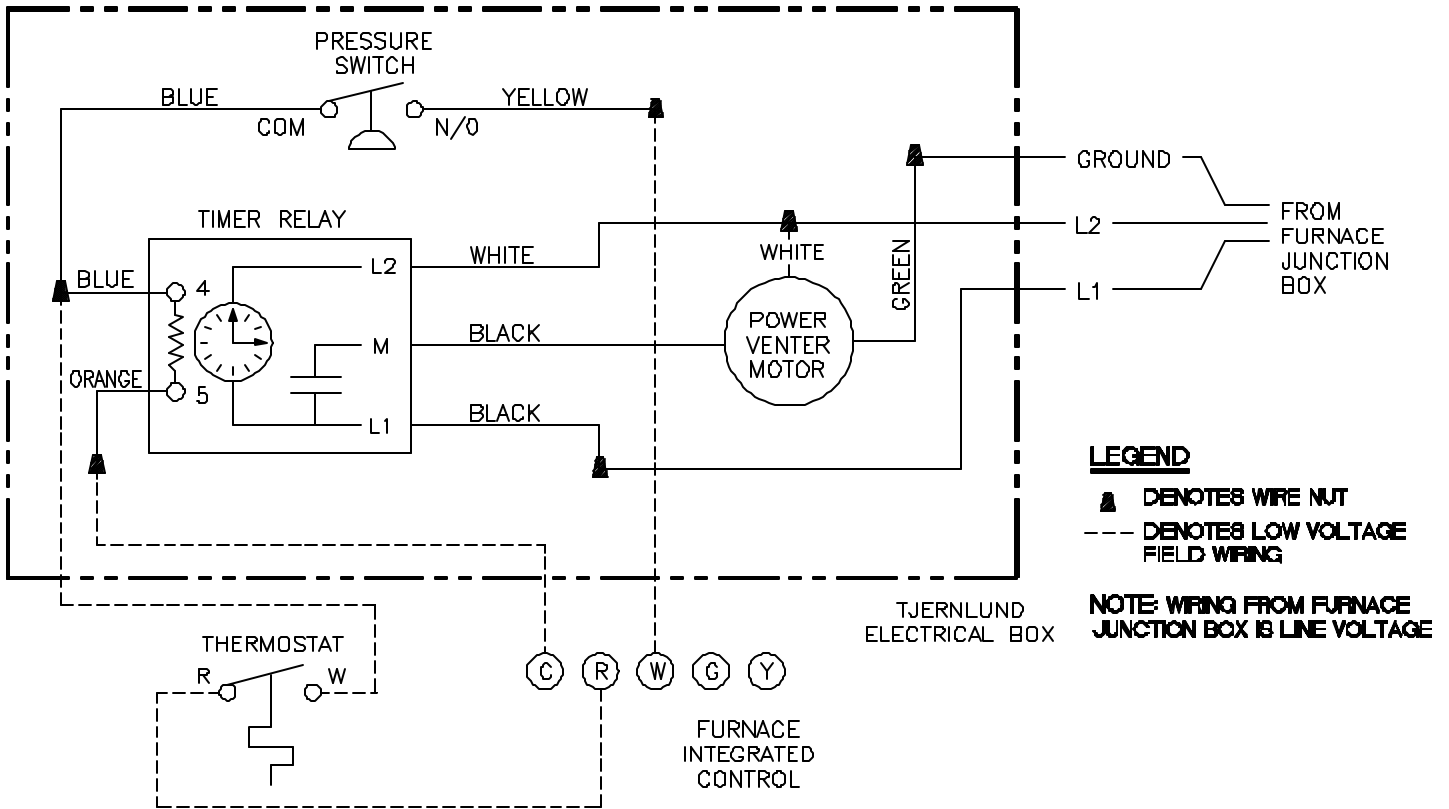 PRESSURE
SWITCH
BLUE
YELLOW
COM
N/O
GROUND
TIMER RELAY
FROM
FURNACE
JUNCTION
BOX
L2
WHITE
WHITE
GREEN
L2
BLUE
4
L1
POWER
VENTER
MOTOR
BLACK
M
ORANGE
5
BLACK
L1
LEGEND
DENOTES WIRE NUT
DENOTES LOW VOLTAGE
FIELD WIRING
NOTE: WIRING FROM FURNACE
JUNCTION BOX IS LINE VOLTAGE
TJERNLUND
ELECTRICAL BOX
THERMOSTAT
R
W
C
R
W
G
Y
FURNACE
INTEGRATED
CONTROL